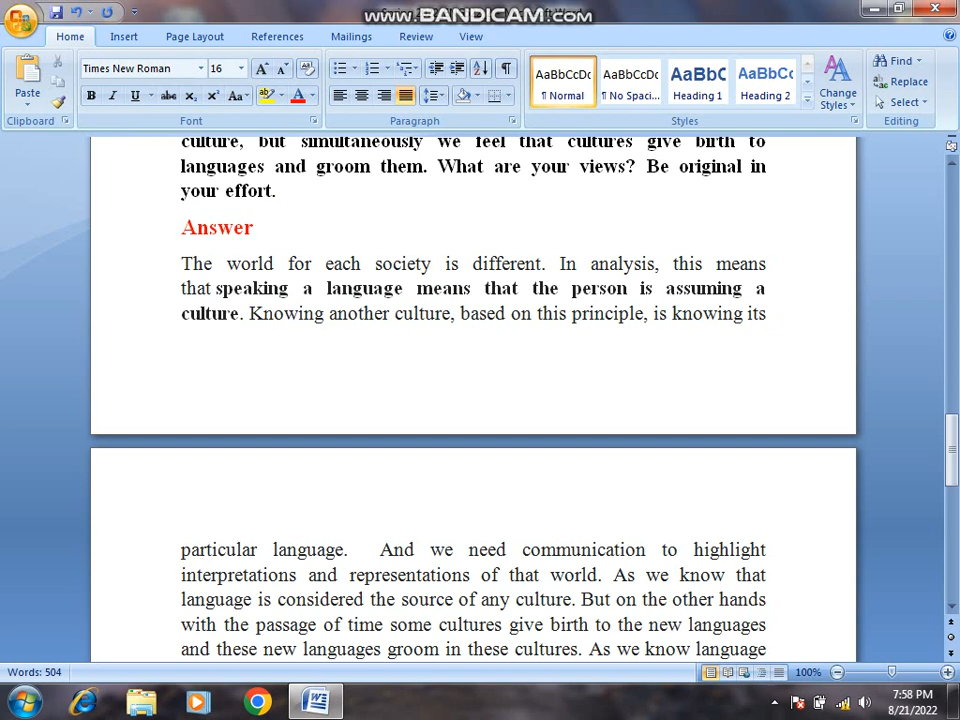 WWW.BANDICAM.COM
Home Insert Page Layout References Mailings Review View
Times New Roman 16
Paste
B I U abc X₂ X² Aa A
AaBbCcDc AaBbCcDc AaBbC AaBbCc
¶ Normal ¶ No Spaci... Heading 1 Heading 2
Change
Styles
Find
Replace
Select
Clipboard Font Paragraph Styles Editing
culture, but simultaneously we feel that cultures give birth to
languages and groom them. What are your views? Be original in
your effort.
Answer
The world for each society is different. In analysis, this means
that speaking a language means that the person is assuming a
culture. Knowing another culture, based on this principle, is knowing its
particular language. And we need communication to highlight
interpretations and representations of that world. As we know that
language is considered the source of any culture. But on the other hands
with the passage of time some cultures give birth to the new languages
and these new languages groom in these cultures. As we know language
Words: 504
100%
7:58 PM
8/21/2022